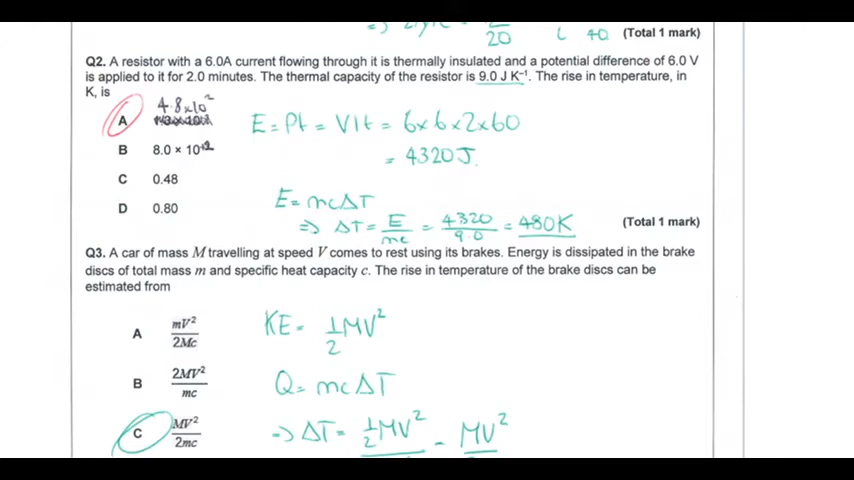 20
(Total 1 mark)
Q2. A resistor with a 6.0A current flowing through it is thermally insulated and a potential difference of 6.0 V
is applied to it for 2.0 minutes. The thermal capacity of the resistor is 9.0 J K⁻¹. The rise in temperature, in
K, is
4.8×10²
A
E = Pt = VIt = 6×6×2×60
= 4320J.
B 8.0 × 10
C 0.48
E = mcΔT
D 0.80
=> ΔT = E/mc = 4320/9.0 = 480K
(Total 1 mark)
Q3. A car of mass M travelling at speed V comes to rest using its brakes. Energy is dissipated in the brake
discs of total mass m and specific heat capacity c. The rise in temperature of the brake discs can be
estimated from
A mV²/2Mc
KE = 1/2 MV²
B 2MV²/mc
Q = mcΔT
C MV²/2mc
=> ΔT = 1/2 MV² = MV²